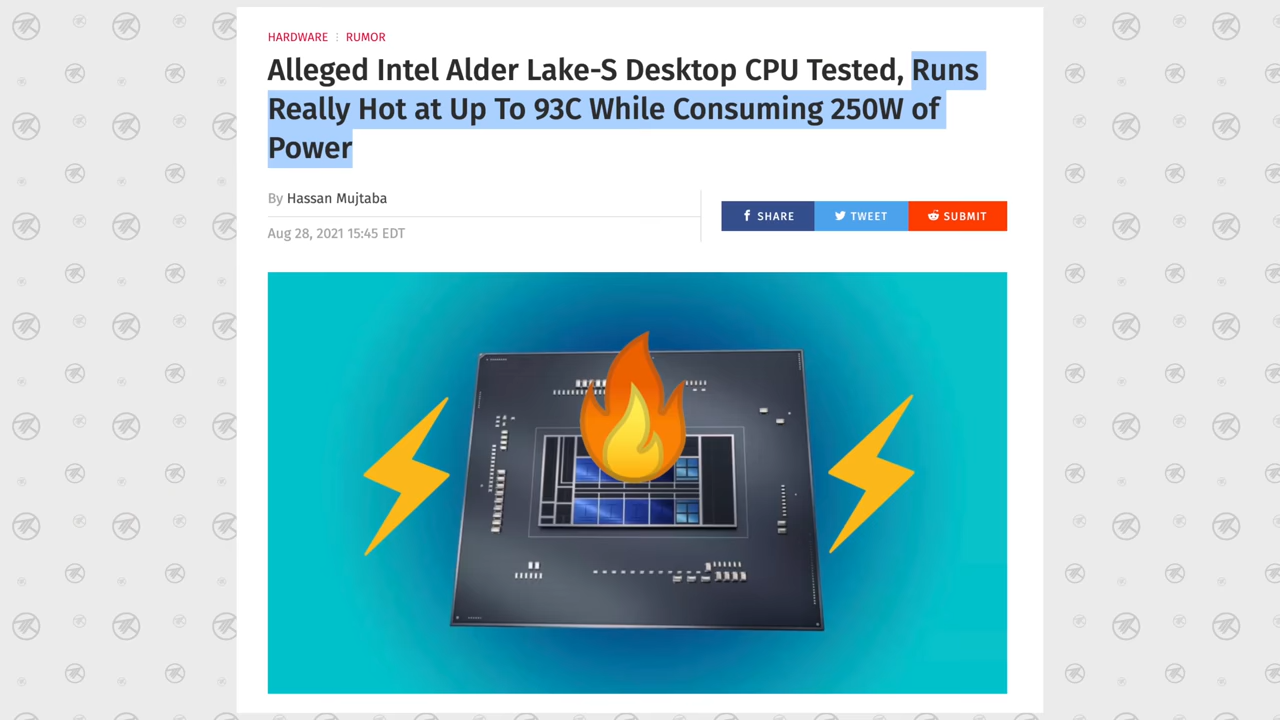 HARDWARE ⋮ RUMOR
Alleged Intel Alder Lake-S Desktop CPU Tested, Runs
Really Hot at Up To 93C While Consuming 250W of
Power
By Hassan Mujtaba
Aug 28, 2021 15:45 EDT
SHARE
TWEET
SUBMIT